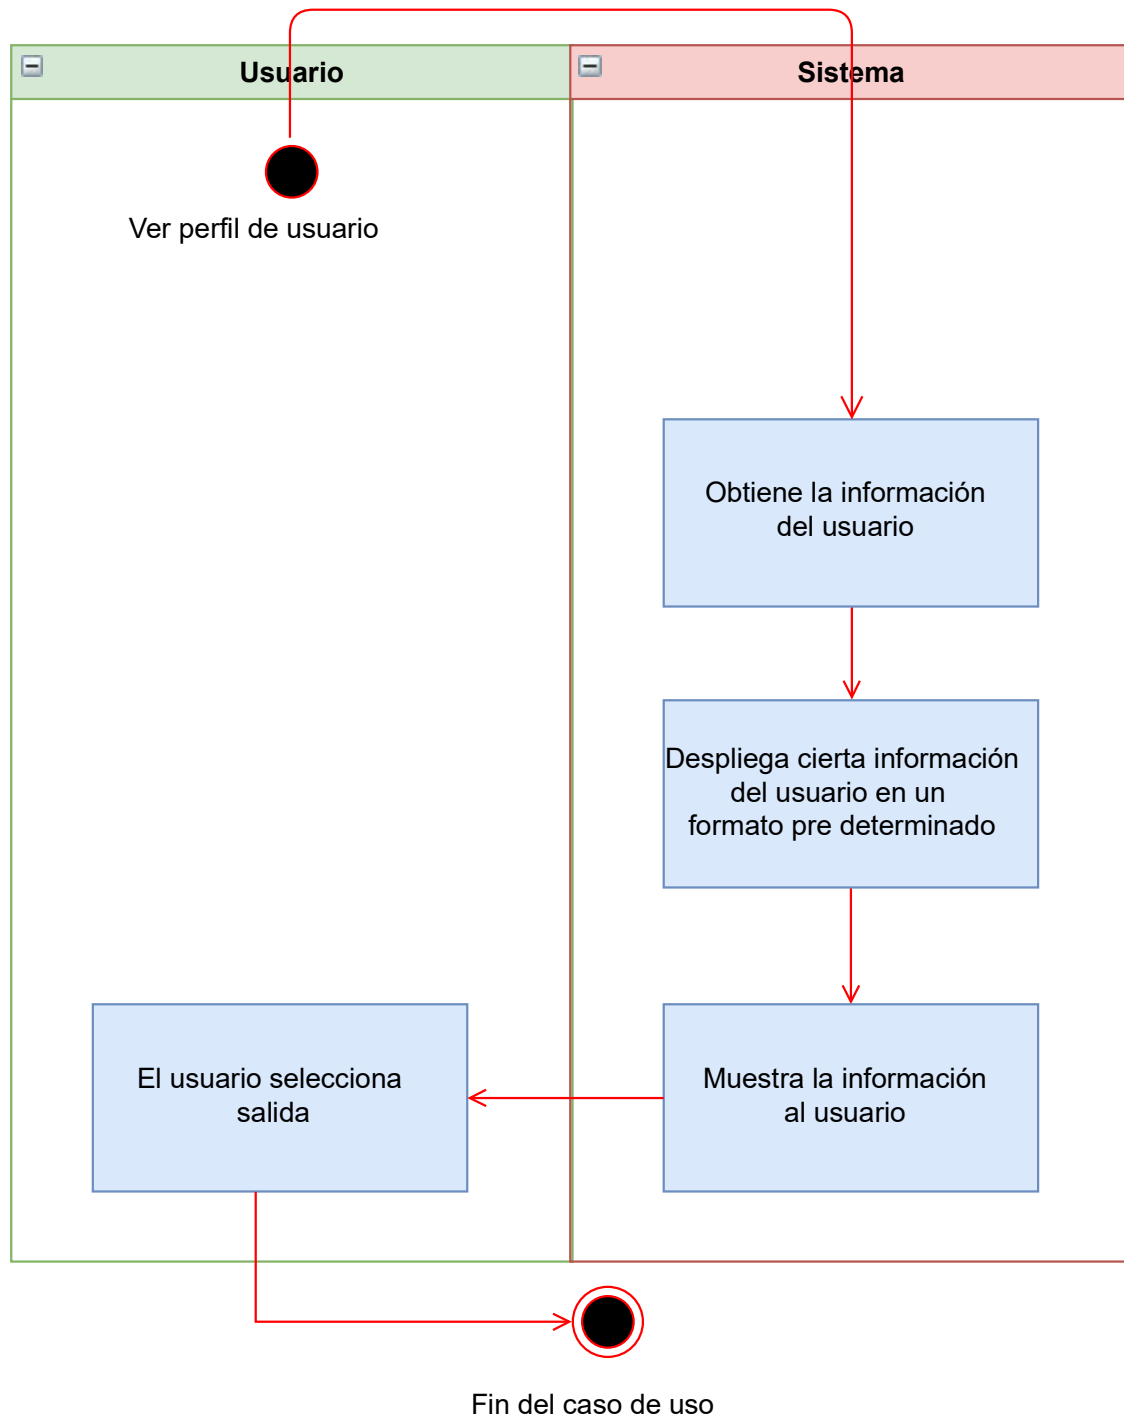 Usuario
Sistema
Ver perfil de usuario
Obtiene la información
del usuario
Despliega cierta información
del usuario en un
formato pre determinado
El usuario selecciona
salida
Muestra la información
al usuario
Fin del caso de uso